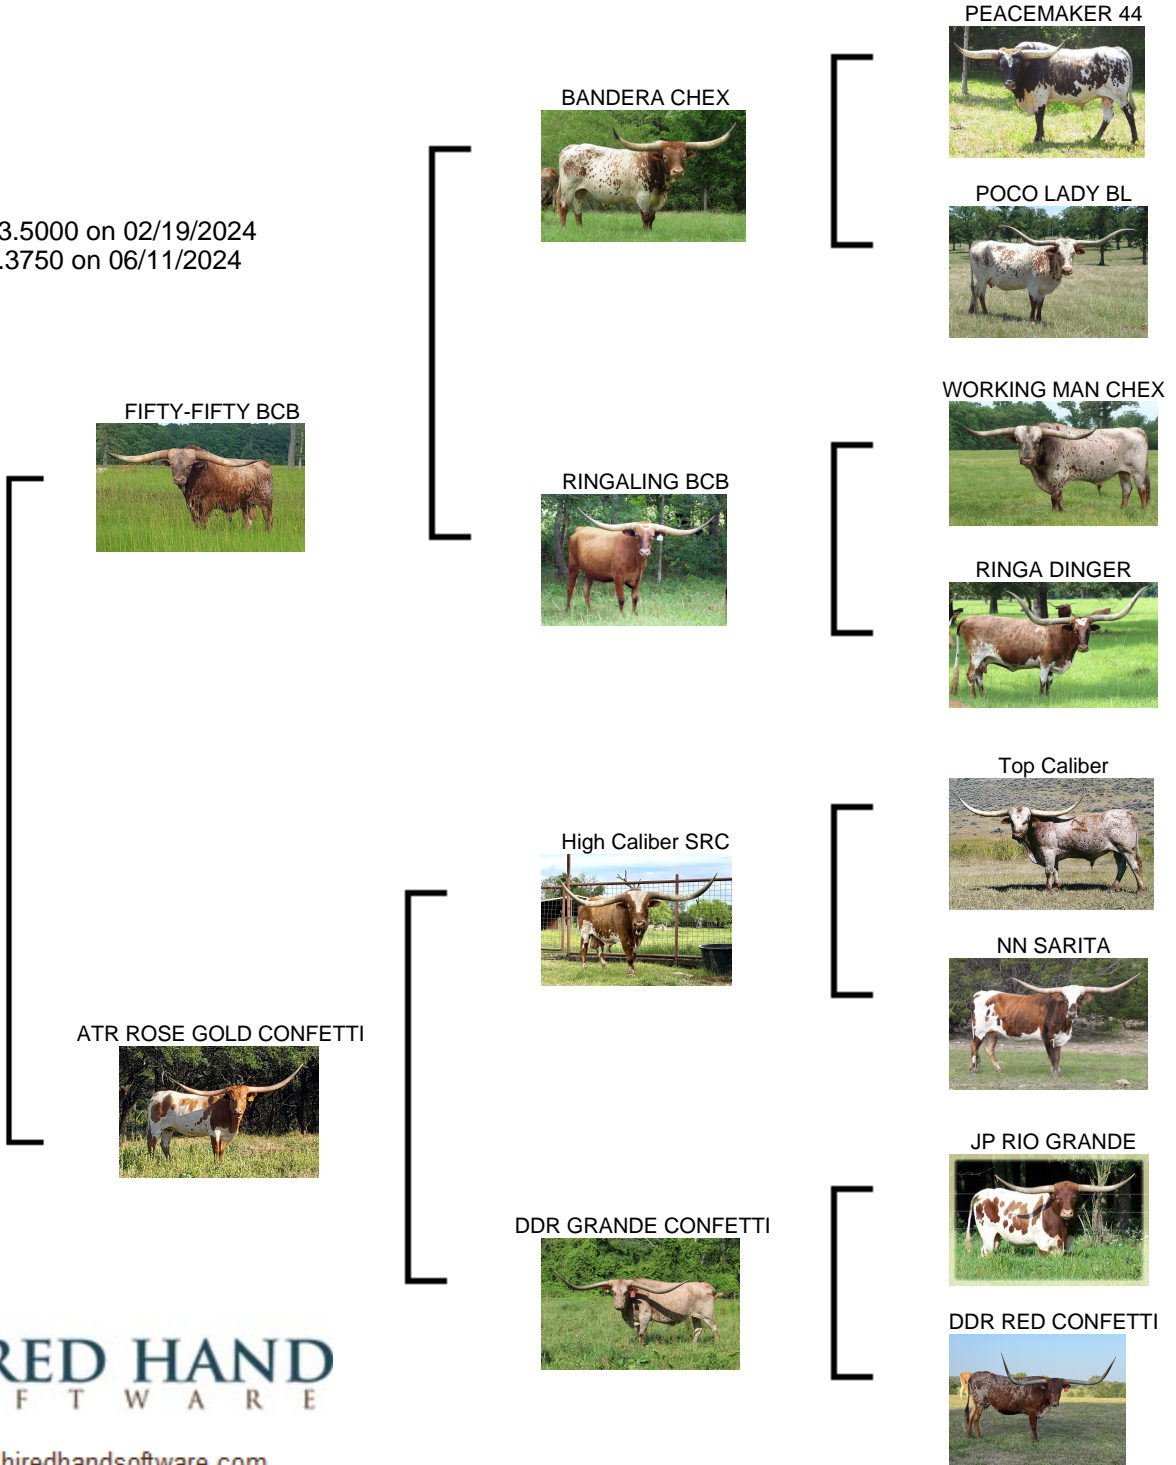 3.5000 on 02/19/2024
.3750 on 06/11/2024
FIFTY-FIFTY BCB
ATR ROSE GOLD CONFETTI
BANDERA CHEX
RINGALING BCB
High Caliber SRC
DDR GRANDE CONFETTI
PEACEMAKER 44
POCO LADY BL
WORKING MAN CHEX
RINGA DINGER
Top Caliber
NN SARITA
JP RIO GRANDE
DDR RED CONFETTI
RED HAND
F T W A R E
hiredhandsoftware.com